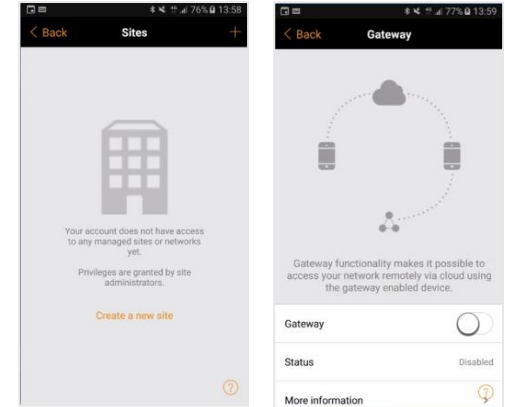 76% 13:58
< Back Sites +
Your account does not have access
to any managed sites or networks
yet.
Privileges are granted by site
administrators.
Create a new site
?
77% 13:59
< Back Gateway
Gateway functionality makes it possible to
access your network remotely via cloud using
the gateway enabled device.
Gateway
Status Disabled
More information ?